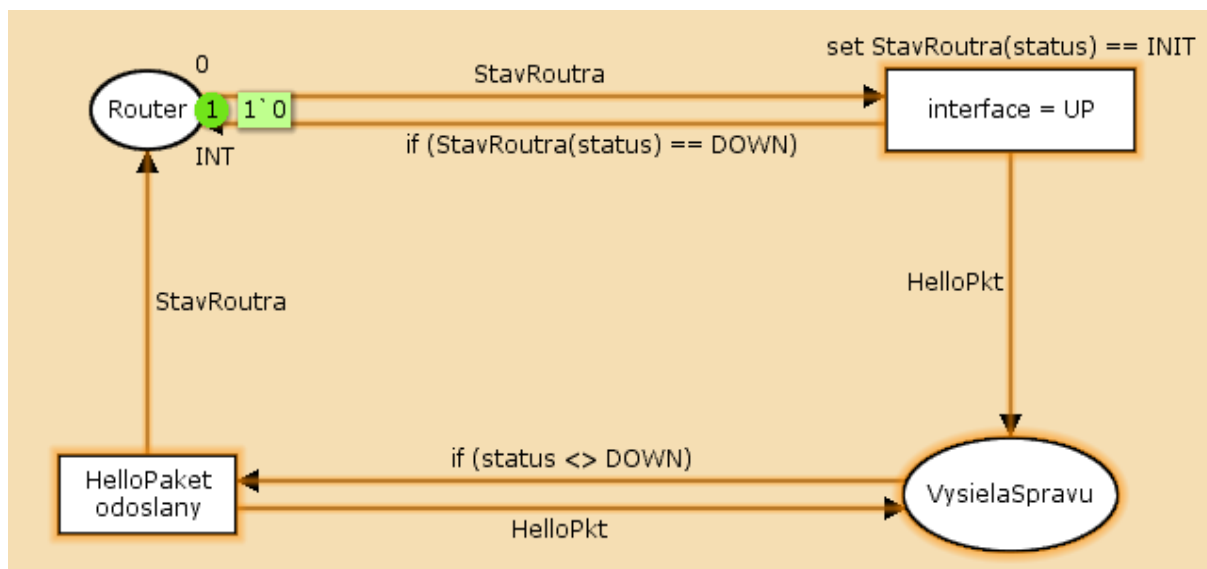 set StavRoutra(status) == INIT
0
StavRoutra
Router
1
1`0
interface = UP
if (StavRoutra(status) == DOWN)
INT
HelloPkt
StavRoutra
if (status <> DOWN)
HelloPaket
odoslany
VysielaSpravu
HelloPkt